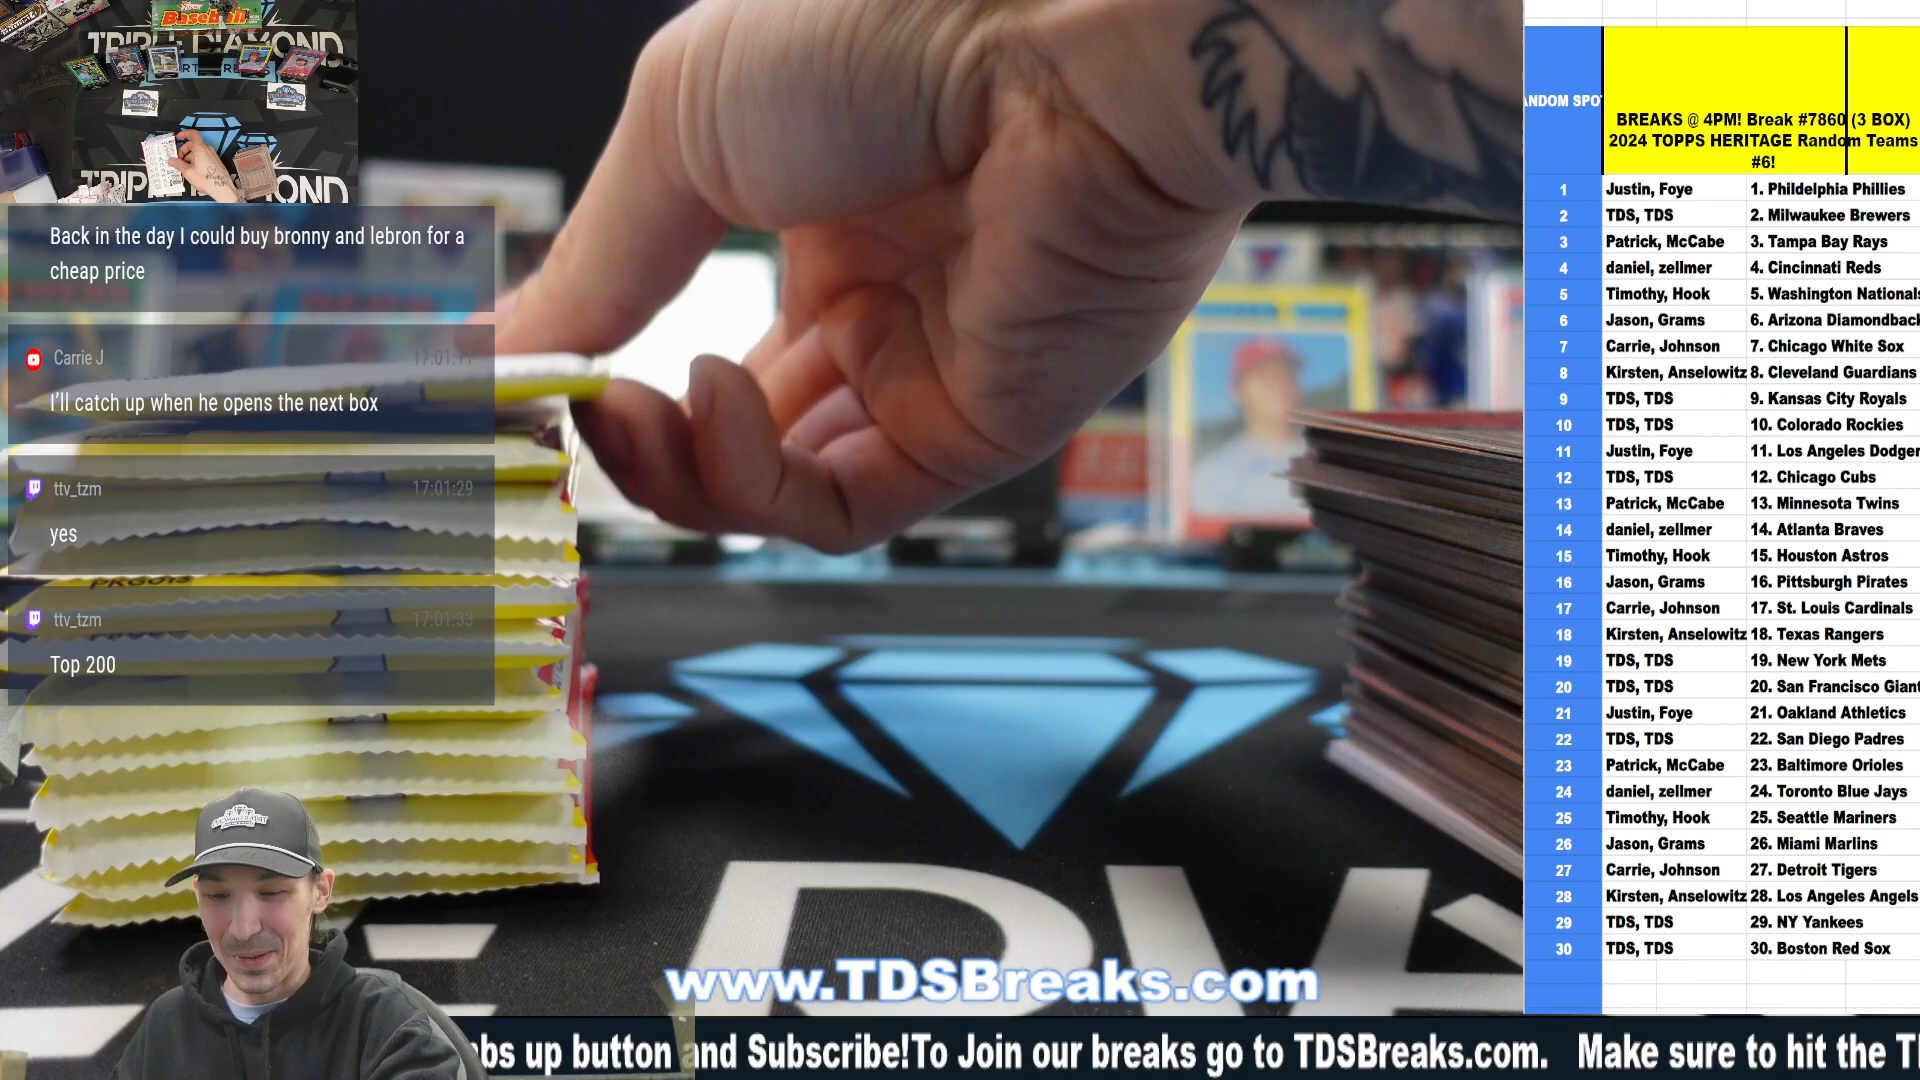 Baseball
TRIPLE DIAMOND
Back in the day I could buy bronny and lebron for a
cheap price
Carrie J 17:01:11
I'll catch up when he opens the next box
ttv_tzm 17:01:29
yes
ttv_tzm 17:01:33
Top 200
www.TDSBreaks.com
bs up button and Subscribe!To Join our breaks go to TDSBreaks.com. Make sure to hit the T
NDOM SPO
BREAKS @ 4PM! Break #7860 (3 BOX)
2024 TOPPS HERITAGE Random Teams
#6!
1 Justin, Foye 1. Phildelphia Phillies
2 TDS, TDS 2. Milwaukee Brewers
3 Patrick, McCabe 3. Tampa Bay Rays
4 daniel, zellmer 4. Cincinnati Reds
5 Timothy, Hook 5. Washington Nationals
6 Jason, Grams 6. Arizona Diamondback
7 Carrie, Johnson 7. Chicago White Sox
8 Kirsten, Anselowitz 8. Cleveland Guardians
9 TDS, TDS 9. Kansas City Royals
10 TDS, TDS 10. Colorado Rockies
11 Justin, Foye 11. Los Angeles Dodger
12 TDS, TDS 12. Chicago Cubs
13 Patrick, McCabe 13. Minnesota Twins
14 daniel, zellmer 14. Atlanta Braves
15 Timothy, Hook 15. Houston Astros
16 Jason, Grams 16. Pittsburgh Pirates
17 Carrie, Johnson 17. St. Louis Cardinals
18 Kirsten, Anselowitz 18. Texas Rangers
19 TDS, TDS 19. New York Mets
20 TDS, TDS 20. San Francisco Giant
21 Justin, Foye 21. Oakland Athletics
22 TDS, TDS 22. San Diego Padres
23 Patrick, McCabe 23. Baltimore Orioles
24 daniel, zellmer 24. Toronto Blue Jays
25 Timothy, Hook 25. Seattle Mariners
26 Jason, Grams 26. Miami Marlins
27 Carrie, Johnson 27. Detroit Tigers
28 Kirsten, Anselowitz 28. Los Angeles Angels
29 TDS, TDS 29. NY Yankees
30 TDS, TDS 30. Boston Red Sox